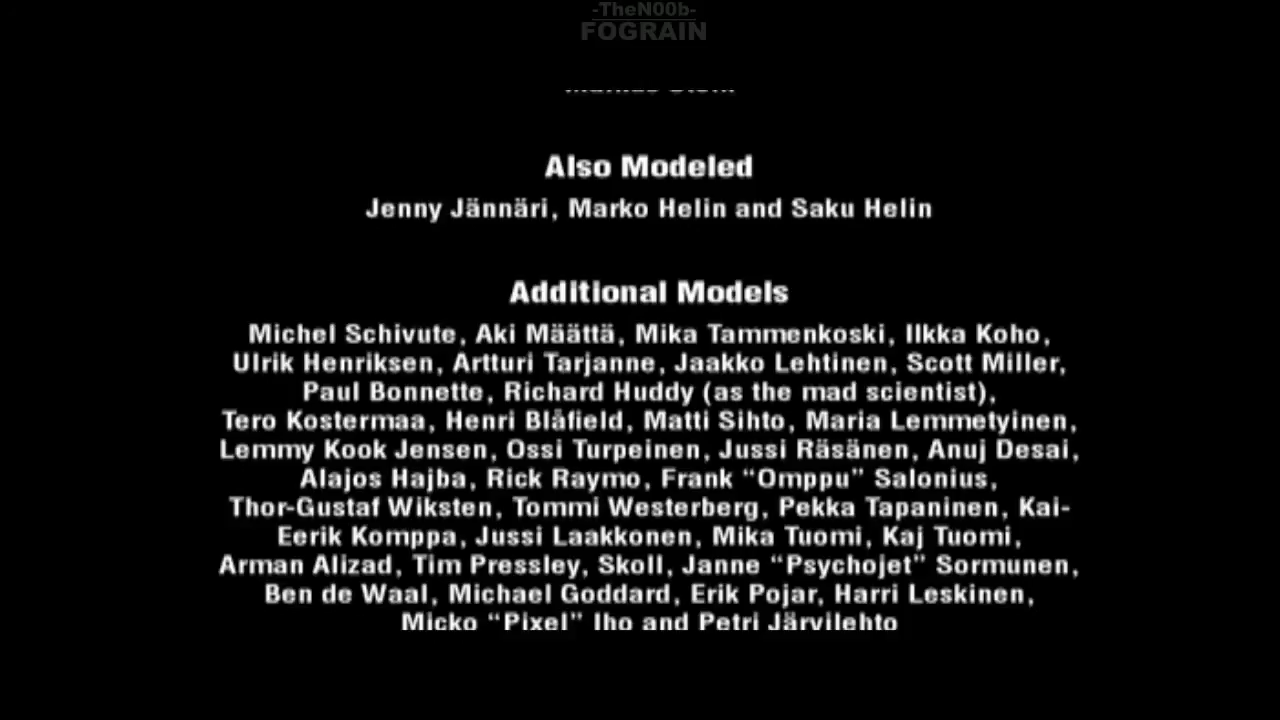 -TheN00b-
FOGRAIN
Also Modeled
Jenny Jännäri, Marko Helin and Saku Helin
Additional Models
Michel Schivute, Aki Määttä, Mika Tammenkoski, Ilkka Koho,
Ulrik Henriksen, Artturi Tarjanne, Jaakko Lehtinen, Scott Miller,
Paul Bonnette, Richard Huddy (as the mad scientist),
Tero Kostermaa, Henri Blåfield, Matti Sihto, Maria Lemmetyinen,
Lemmy Kook Jensen, Ossi Turpeinen, Jussi Räsänen, Anuj Desai,
Alajos Hajba, Rick Raymo, Frank “Omppu” Salonius,
Thor-Gustaf Wiksten, Tommi Westerberg, Pekka Tapaninen, Kai-
Eerik Komppa, Jussi Laakkonen, Mika Tuomi, Kaj Tuomi,
Arman Alizad, Tim Pressley, Skoll, Janne “Psychojet” Sormunen,
Ben de Waal, Michael Goddard, Erik Pojar, Harri Leskinen,
Micko “Pixel” Iho and Petri Järvilehto